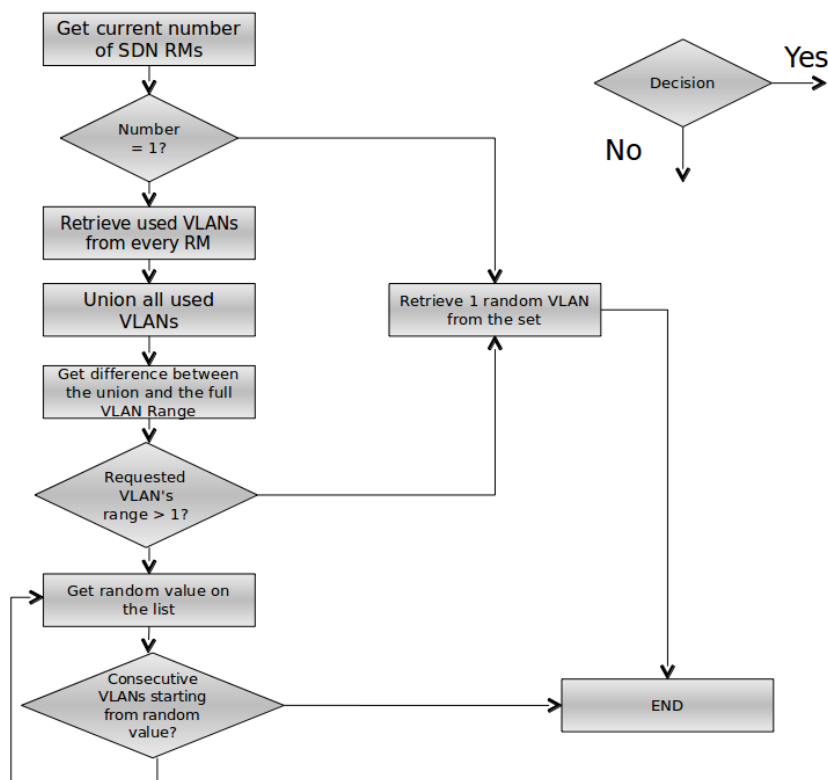 Get current number
of SDN RMs
Number
= 1?
Retrieve used VLANs
from every RM
Union all used
VLANs
Get difference between
the union and the full
VLAN Range
Requested
VLAN's
range > 1?
Get random value on
the list
Consecutive
VLANs starting
from random
value?
Retrieve 1 random VLAN
from the set
END
Decision
Yes
No